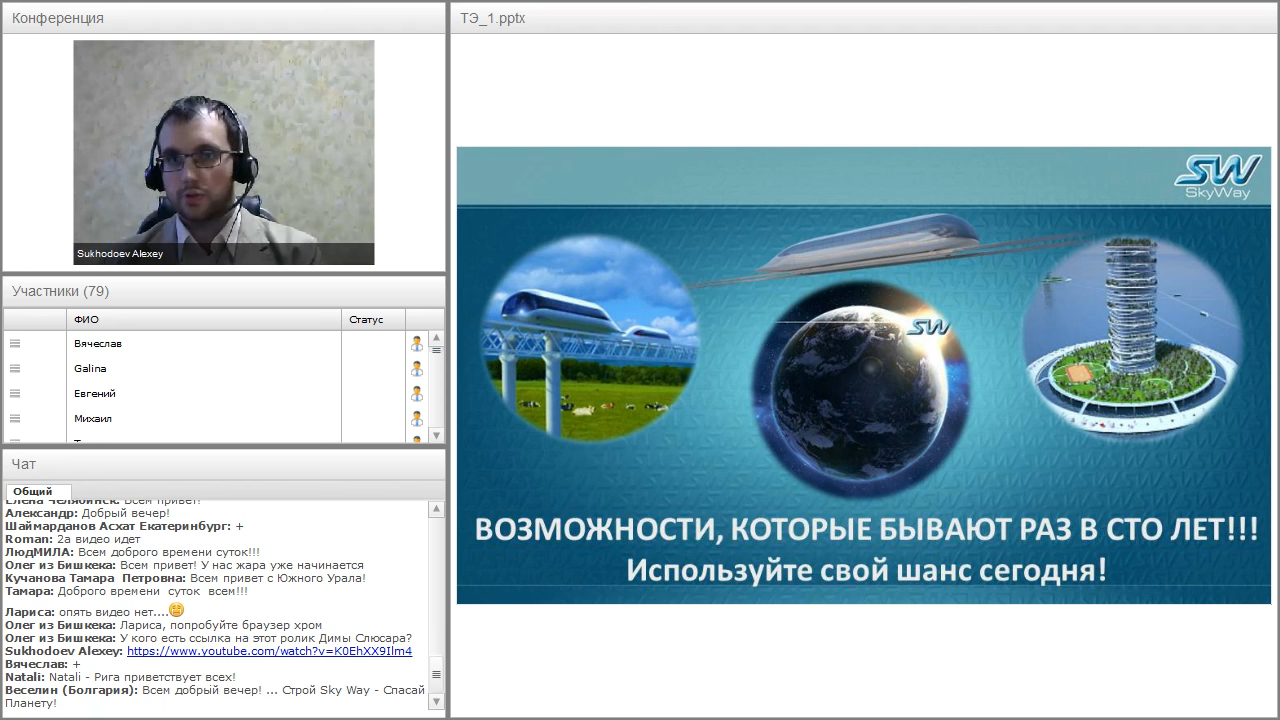 Конференция
Sukhodoev Alexey
Участники (79)
ФИО
Статус
Вячеслав
Galina
Евгений
Михаил
Чат
Общий
Елена Челябинск: Всем привет!
Александр: Добрый вечер!
Шаймарданов Асхат Екатеринбург: +
Roman: 2а видео идет
ЛюдМИЛА: Всем доброго времени суток!!!
Олег из Бишкека: Всем привет! У нас жара уже начинается
Кучанова Тамара Петровна: Всем привет с Южного Урала!
Тамара: Доброго времени суток всем!!!
Лариса: опять видео нет....
Олег из Бишкека: Лариса, попробуйте браузер хром
Олег из Бишкека: У кого есть ссылка на этот ролик Димы Слюсара?
Sukhodoev Alexey: https://www.youtube.com/watch?v=K0EhXX9Ilm4
Вячеслав: +
Natali: Natali - Рига приветствует всех!
Веселин (Болгария): Всем добрый вечер! ... Строй Sky Way - Спасай
Планету!
ТЭ_1.pptx
SW
SkyWay
SW
ВОЗМОЖНОСТИ, КОТОРЫЕ БЫВАЮТ РАЗ В СТО ЛЕТ!!!
Используйте свой шанс сегодня!